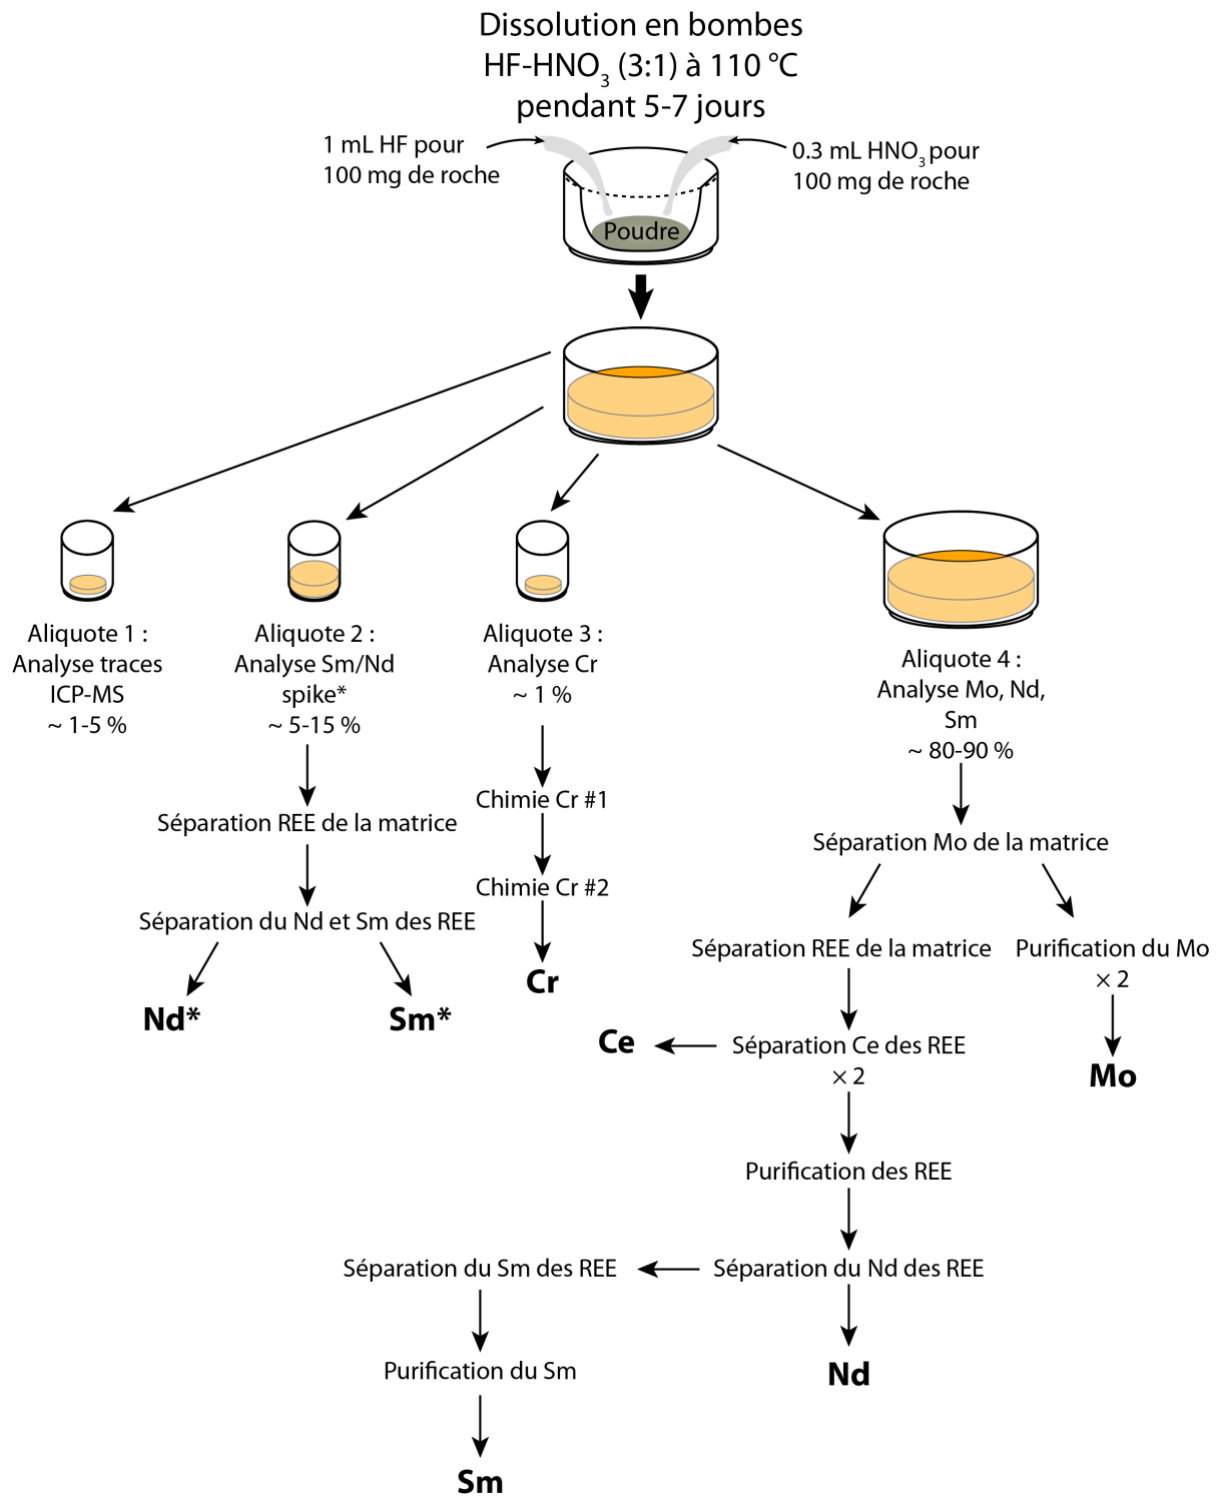 Dissolution en bombes
HF-HNO3 (3:1) à 110 °C
pendant 5-7 jours
1 mL HF pour
100 mg de roche
0.3 mL HNO3 pour
100 mg de roche
Poudre
Aliquote 1 :
Analyse traces
ICP-MS
~ 1-5 %
Aliquote 2 :
Analyse Sm/Nd
spike*
~ 5-15 %
Aliquote 3 :
Analyse Cr
~ 1 %
Aliquote 4 :
Analyse Mo, Nd,
Sm
~ 80-90 %
Séparation REE de la matrice
Séparation du Nd et Sm des REE
Nd*
Sm*
Chimie Cr #1
Chimie Cr #2
Cr
Séparation Mo de la matrice
Séparation REE de la matrice
Purification du Mo
× 2
Mo
Séparation Ce des REE
× 2
Ce
Purification des REE
Séparation du Nd des REE
Séparation du Sm des REE
Purification du Sm
Nd
Sm